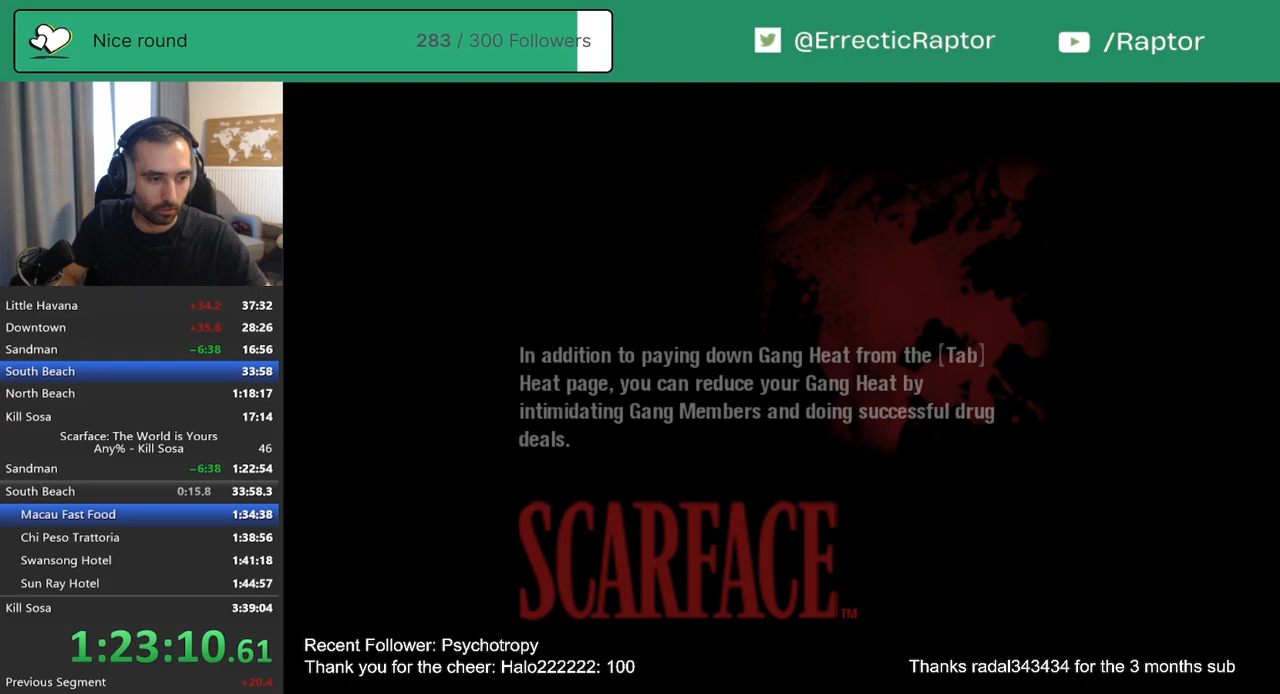 Nice round
283 / 300 Followers
@ErrecticRaptor
/Raptor
Map of the world
Little Havana +34.2 37:32
Downtown +35.8 28:26
Sandman −6:38 16:56
South Beach 33:58
North Beach 1:18:17
Kill Sosa 17:14
Scarface: The World is Yours
Any% - Kill Sosa 46
Sandman −6:38 1:22:54
South Beach 0:15.8 33:58.3
Macau Fast Food 1:34:38
Chi Peso Trattoria 1:38:56
Swansong Hotel 1:41:18
Sun Ray Hotel 1:44:57
Kill Sosa 3:39:04
1:23:10.61
Previous Segment +20.4
In addition to paying down Gang Heat from the [Tab]
Heat page, you can reduce your Gang Heat by
intimidating Gang Members and doing successful drug
deals.
SCARFACE™
Recent Follower: Psychotropy
Thank you for the cheer: Halo222222: 100
Thanks radal343434 for the 3 months sub